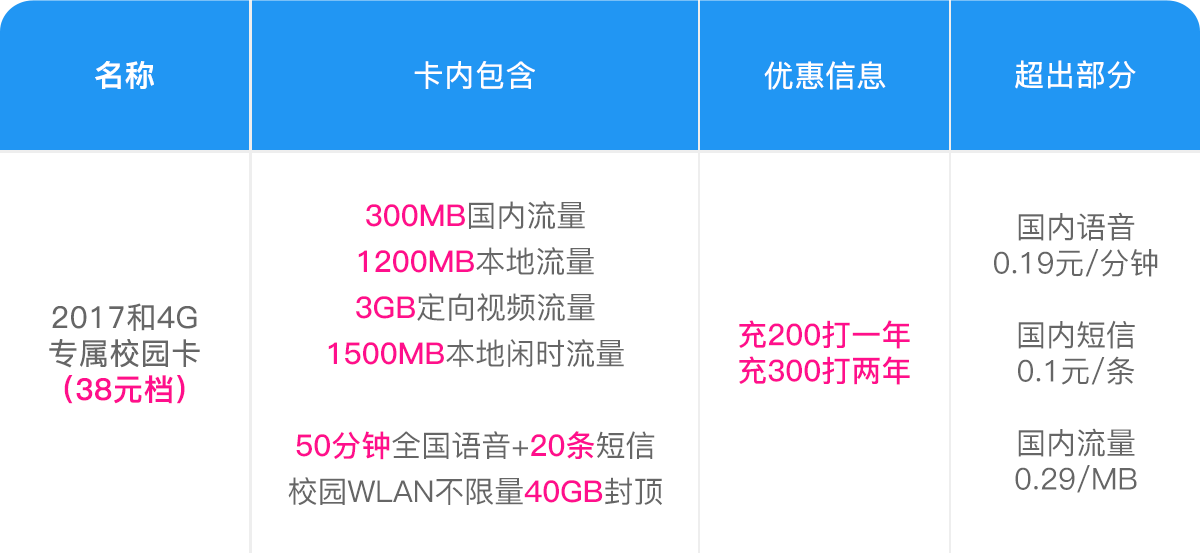 名称
卡内包含
优惠信息
超出部分
2017和4G
专属校园卡
（38元档）
300MB国内流量
1200MB本地流量
3GB定向视频流量
1500MB本地闲时流量
50分钟全国语音+20条短信
校园WLAN不限量40GB封顶
充200打一年
充300打两年
国内语音
0.19元/分钟
国内短信
0.1元/条
国内流量
0.29/MB